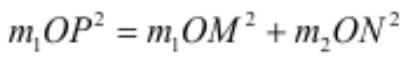 m₁OP² = m₁OM² + m₂ON²